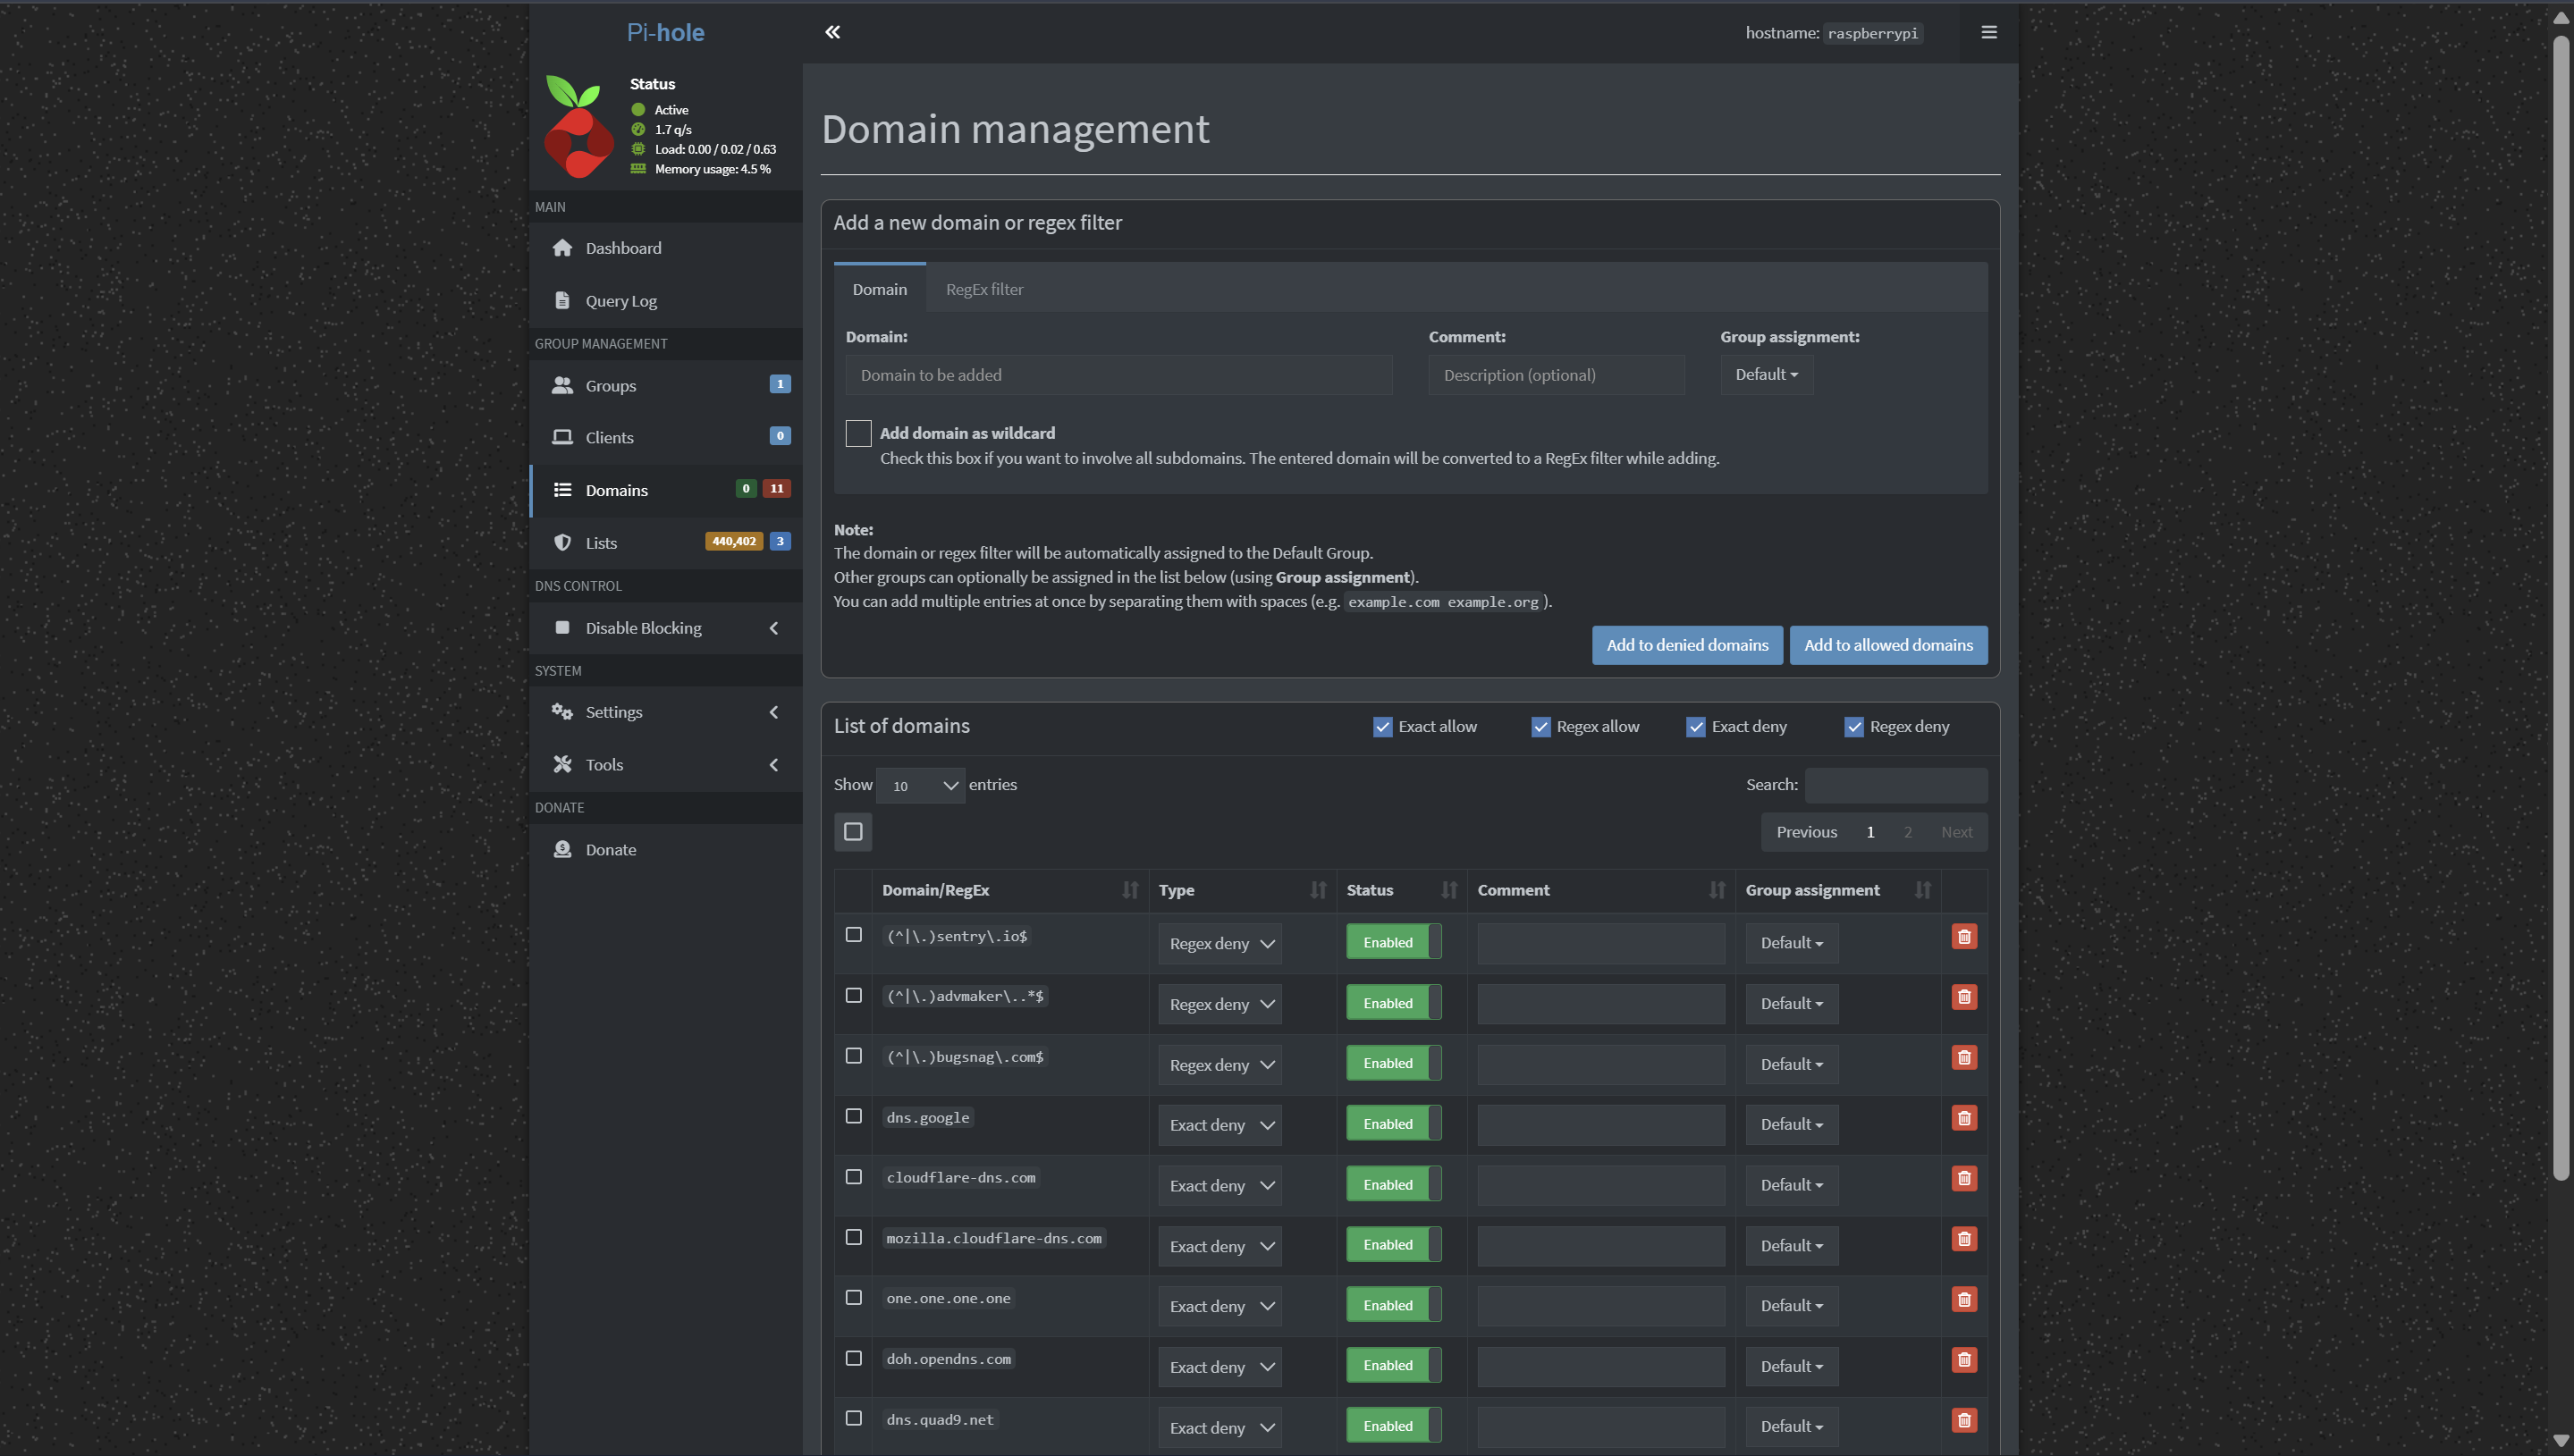 Pi-hole
hostname: raspberrypi
Status
Active
1.7 q/s
Load: 0.00 / 0.02 / 0.63
Memory usage: 4.5 %
MAIN
Dashboard
Query Log
GROUP MANAGEMENT
Groups 1
Clients 0
Domains 0 11
Lists 440,402 3
DNS CONTROL
Disable Blocking
SYSTEM
Settings
Tools
DONATE
Donate
Domain management
Add a new domain or regex filter
Domain RegEx filter
Domain: Comment: Group assignment:
Domain to be added Description (optional) Default
Add domain as wildcard
Check this box if you want to involve all subdomains. The entered domain will be converted to a RegEx filter while adding.
Note:
The domain or regex filter will be automatically assigned to the Default Group.
Other groups can optionally be assigned in the list below (using Group assignment).
You can add multiple entries at once by separating them with spaces (e.g. example.com example.org).
Add to denied domains Add to allowed domains
List of domains Exact allow Regex allow Exact deny Regex deny
Show 10 entries Search:
Previous 1 2 Next
Domain/RegEx Type Status Comment Group assignment
(^|\.)sentry\.io$ Regex deny Enabled Default
(^|\.)advmaker\..*$ Regex deny Enabled Default
(^|\.)bugsnag\.com$ Regex deny Enabled Default
dns.google Exact deny Enabled Default
cloudflare-dns.com Exact deny Enabled Default
mozilla.cloudflare-dns.com Exact deny Enabled Default
one.one.one.one Exact deny Enabled Default
doh.opendns.com Exact deny Enabled Default
dns.quad9.net Exact deny Enabled Default